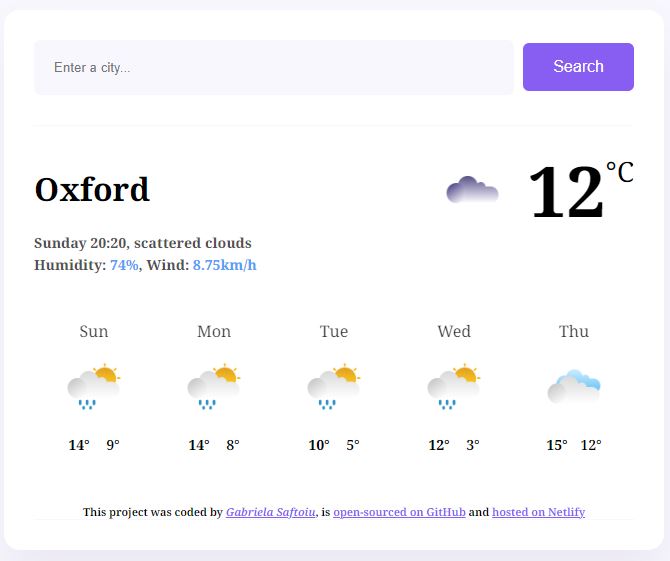 Enter a city...
Search
Oxford
12°C
Sunday 20:20, scattered clouds
Humidity: 74%, Wind: 8.75km/h
Sun Mon Tue Wed Thu
14° 9° 14° 8° 10° 5° 12° 3° 15° 12°
This project was coded by Gabriela Saftoiu, is open-sourced on GitHub and hosted on Netlify